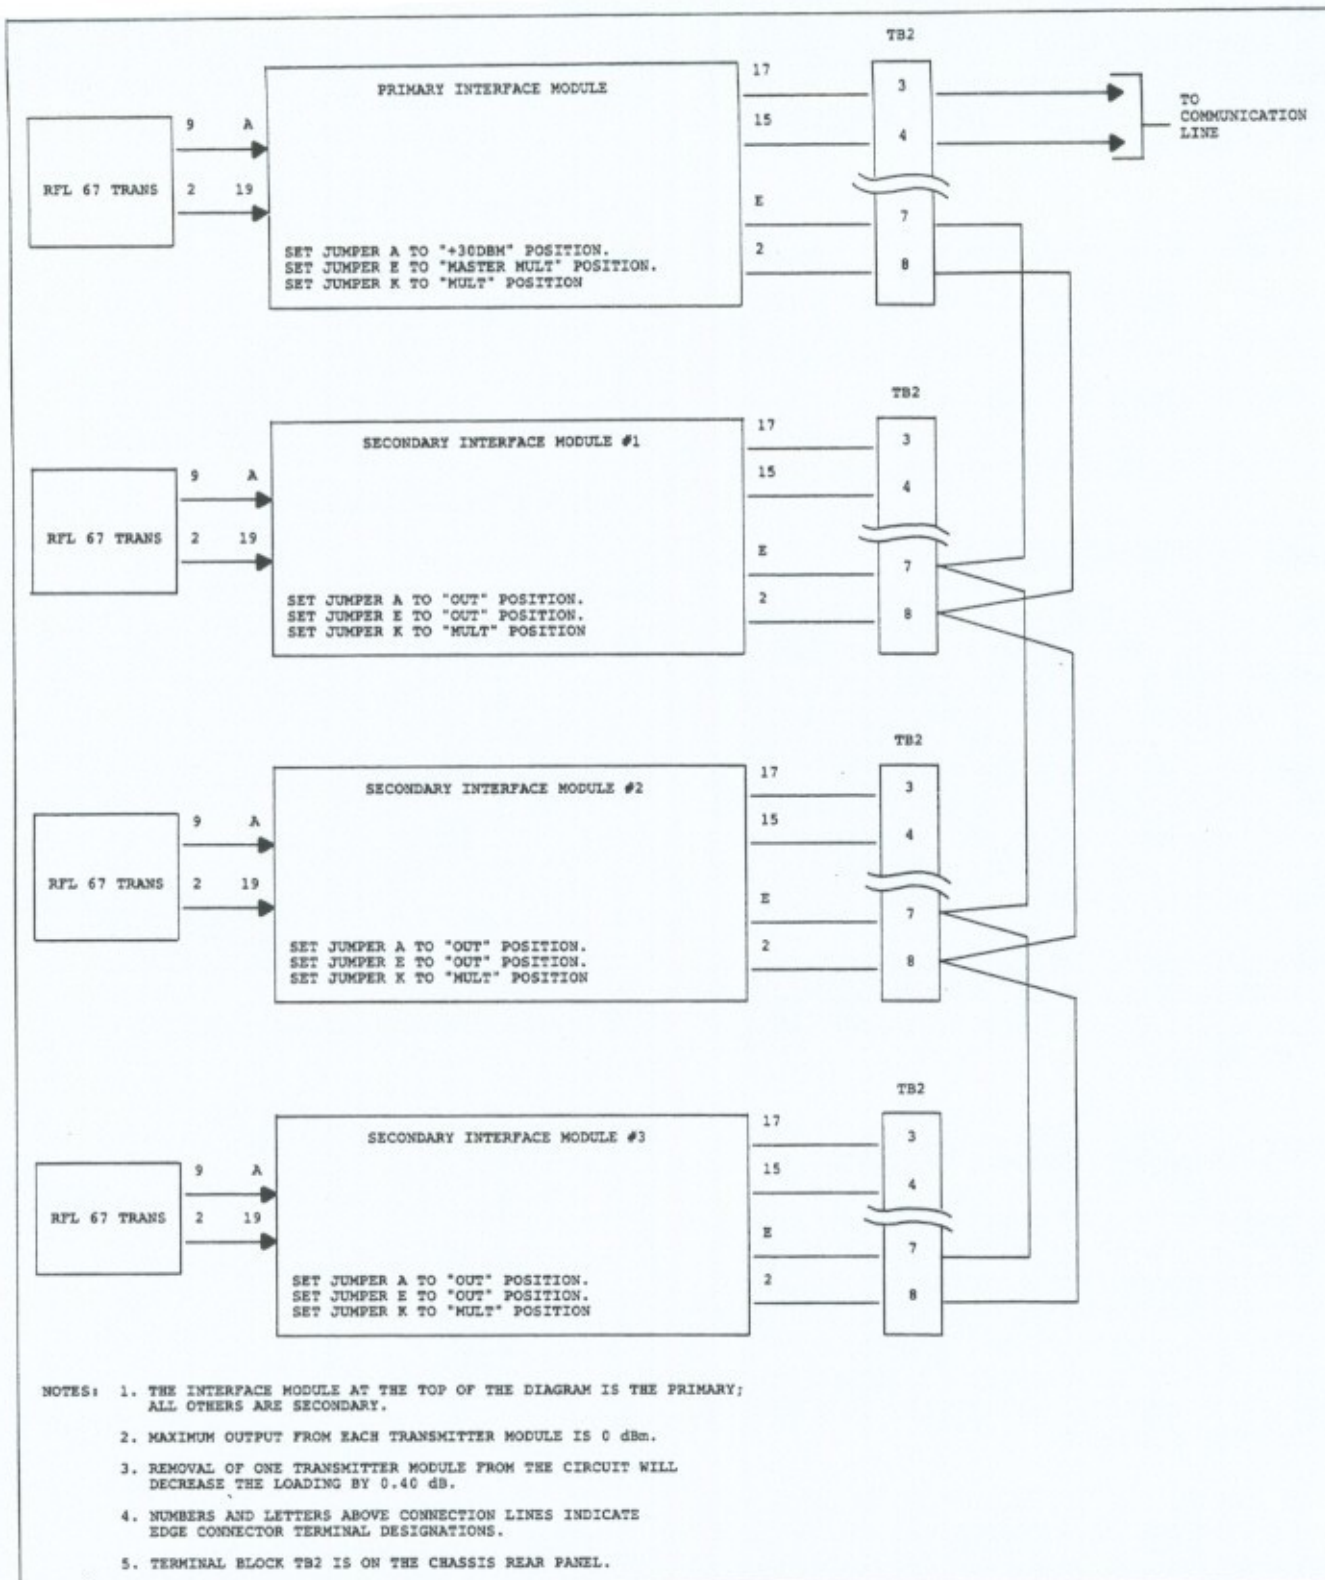 TB2
PRIMARY INTERFACE MODULE
17
3
TO
COMMUNICATION
LINE
15
4
9 A
RFL 67 TRANS
2 19
E
7
2
8
SET JUMPER A TO "+30DBM" POSITION.
SET JUMPER E TO "MASTER MULT" POSITION.
SET JUMPER K TO "MULT" POSITION
TB2
SECONDARY INTERFACE MODULE #1
17
3
15
4
9 A
RFL 67 TRANS
2 19
E
7
2
8
SET JUMPER A TO "OUT" POSITION.
SET JUMPER E TO "OUT" POSITION.
SET JUMPER K TO "MULT" POSITION
TB2
SECONDARY INTERFACE MODULE #2
17
3
15
4
9 A
RFL 67 TRANS
2 19
E
7
2
8
SET JUMPER A TO "OUT" POSITION.
SET JUMPER E TO "OUT" POSITION.
SET JUMPER K TO "MULT" POSITION
TB2
SECONDARY INTERFACE MODULE #3
17
3
15
4
9 A
RFL 67 TRANS
2 19
E
7
2
8
SET JUMPER A TO "OUT" POSITION.
SET JUMPER E TO "OUT" POSITION.
SET JUMPER K TO "MULT" POSITION
NOTES: 1. THE INTERFACE MODULE AT THE TOP OF THE DIAGRAM IS THE PRIMARY;
ALL OTHERS ARE SECONDARY.
2. MAXIMUM OUTPUT FROM EACH TRANSMITTER MODULE IS 0 dBm.
3. REMOVAL OF ONE TRANSMITTER MODULE FROM THE CIRCUIT WILL
DECREASE THE LOADING BY 0.40 dB.
4. NUMBERS AND LETTERS ABOVE CONNECTION LINES INDICATE
EDGE CONNECTOR TERMINAL DESIGNATIONS.
5. TERMINAL BLOCK TB2 IS ON THE CHASSIS REAR PANEL.